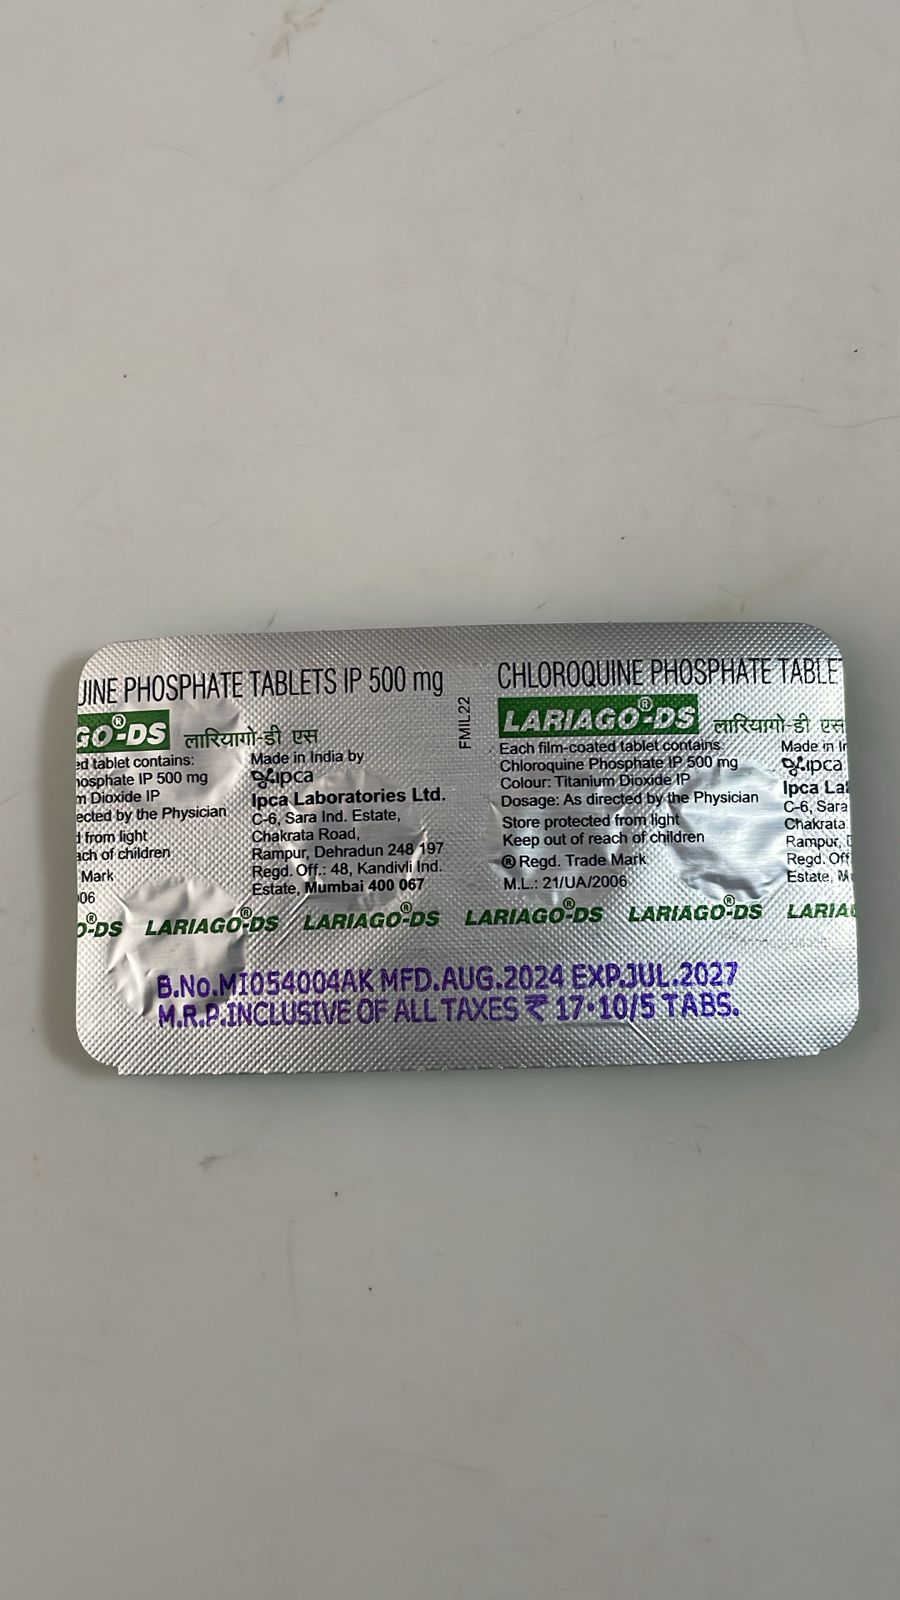 UINE PHOSPHATE TABLETS IP 500 mg
GO®-DS लारियागो-डी एस
ed tablet contains:
hosphate IP 500 mg
m Dioxide IP
ected by the Physician
d from light
ach of children
Mark
06
Made in India by
ipca
Ipca Laboratories Ltd.
C-6, Sara Ind. Estate,
Chakrata Road,
Rampur, Dehradun 248 197
Regd. Off.: 48, Kandivli Ind.
Estate, Mumbai 400 067
FMIL22
CHLOROQUINE PHOSPHATE TABLET
LARIAGO®-DS लारियागो-डी एस
Each film-coated tablet contains:
Chloroquine Phosphate IP 500 mg
Colour: Titanium Dioxide IP
Dosage: As directed by the Physician
Store protected from light
Keep out of reach of children
® Regd. Trade Mark
M.L.: 21/UA/2006
Made in In
ipca
Ipca Lab
C-6, Sara
Chakrata
Rampur, D
Regd. Off
Estate, M
O®-DS LARIAGO®-DS LARIAGO®-DS LARIAGO®-DS LARIAGO®-DS LARIAG
B.No.MI054004AK MFD.AUG.2024 EXP.JUL.2027
M.R.P.INCLUSIVE OF ALL TAXES ₹ 17.10/5 TABS.